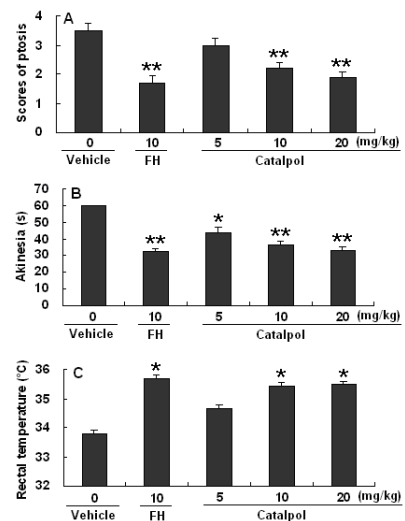 A
Scores of ptosis
4
3
2
1
0
** ** **
0 10 5 10 20 (mg/kg)
Vehicle FH Catalpol
B
Akinesia (s)
70
60
50
40
30
20
10
0
** * ** **
0 10 5 10 20 (mg/kg)
Vehicle FH Catalpol
C
Rectal temperature (°C)
36
35
34
33
32
* * *
0 10 5 10 20 (mg/kg)
Vehicle FH Catalpol